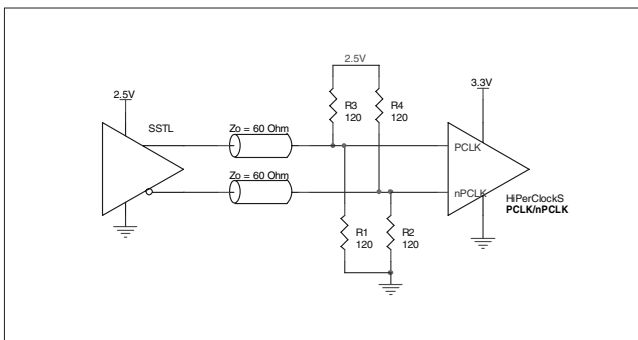 2.5V
3.3V
2.5V
SSTL
Zo = 60 Ohm
R3
120
R4
120
PCLK
Zo = 60 Ohm
nPCLK
HiPerClockS
PCLK/nPCLK
R1
120
R2
120